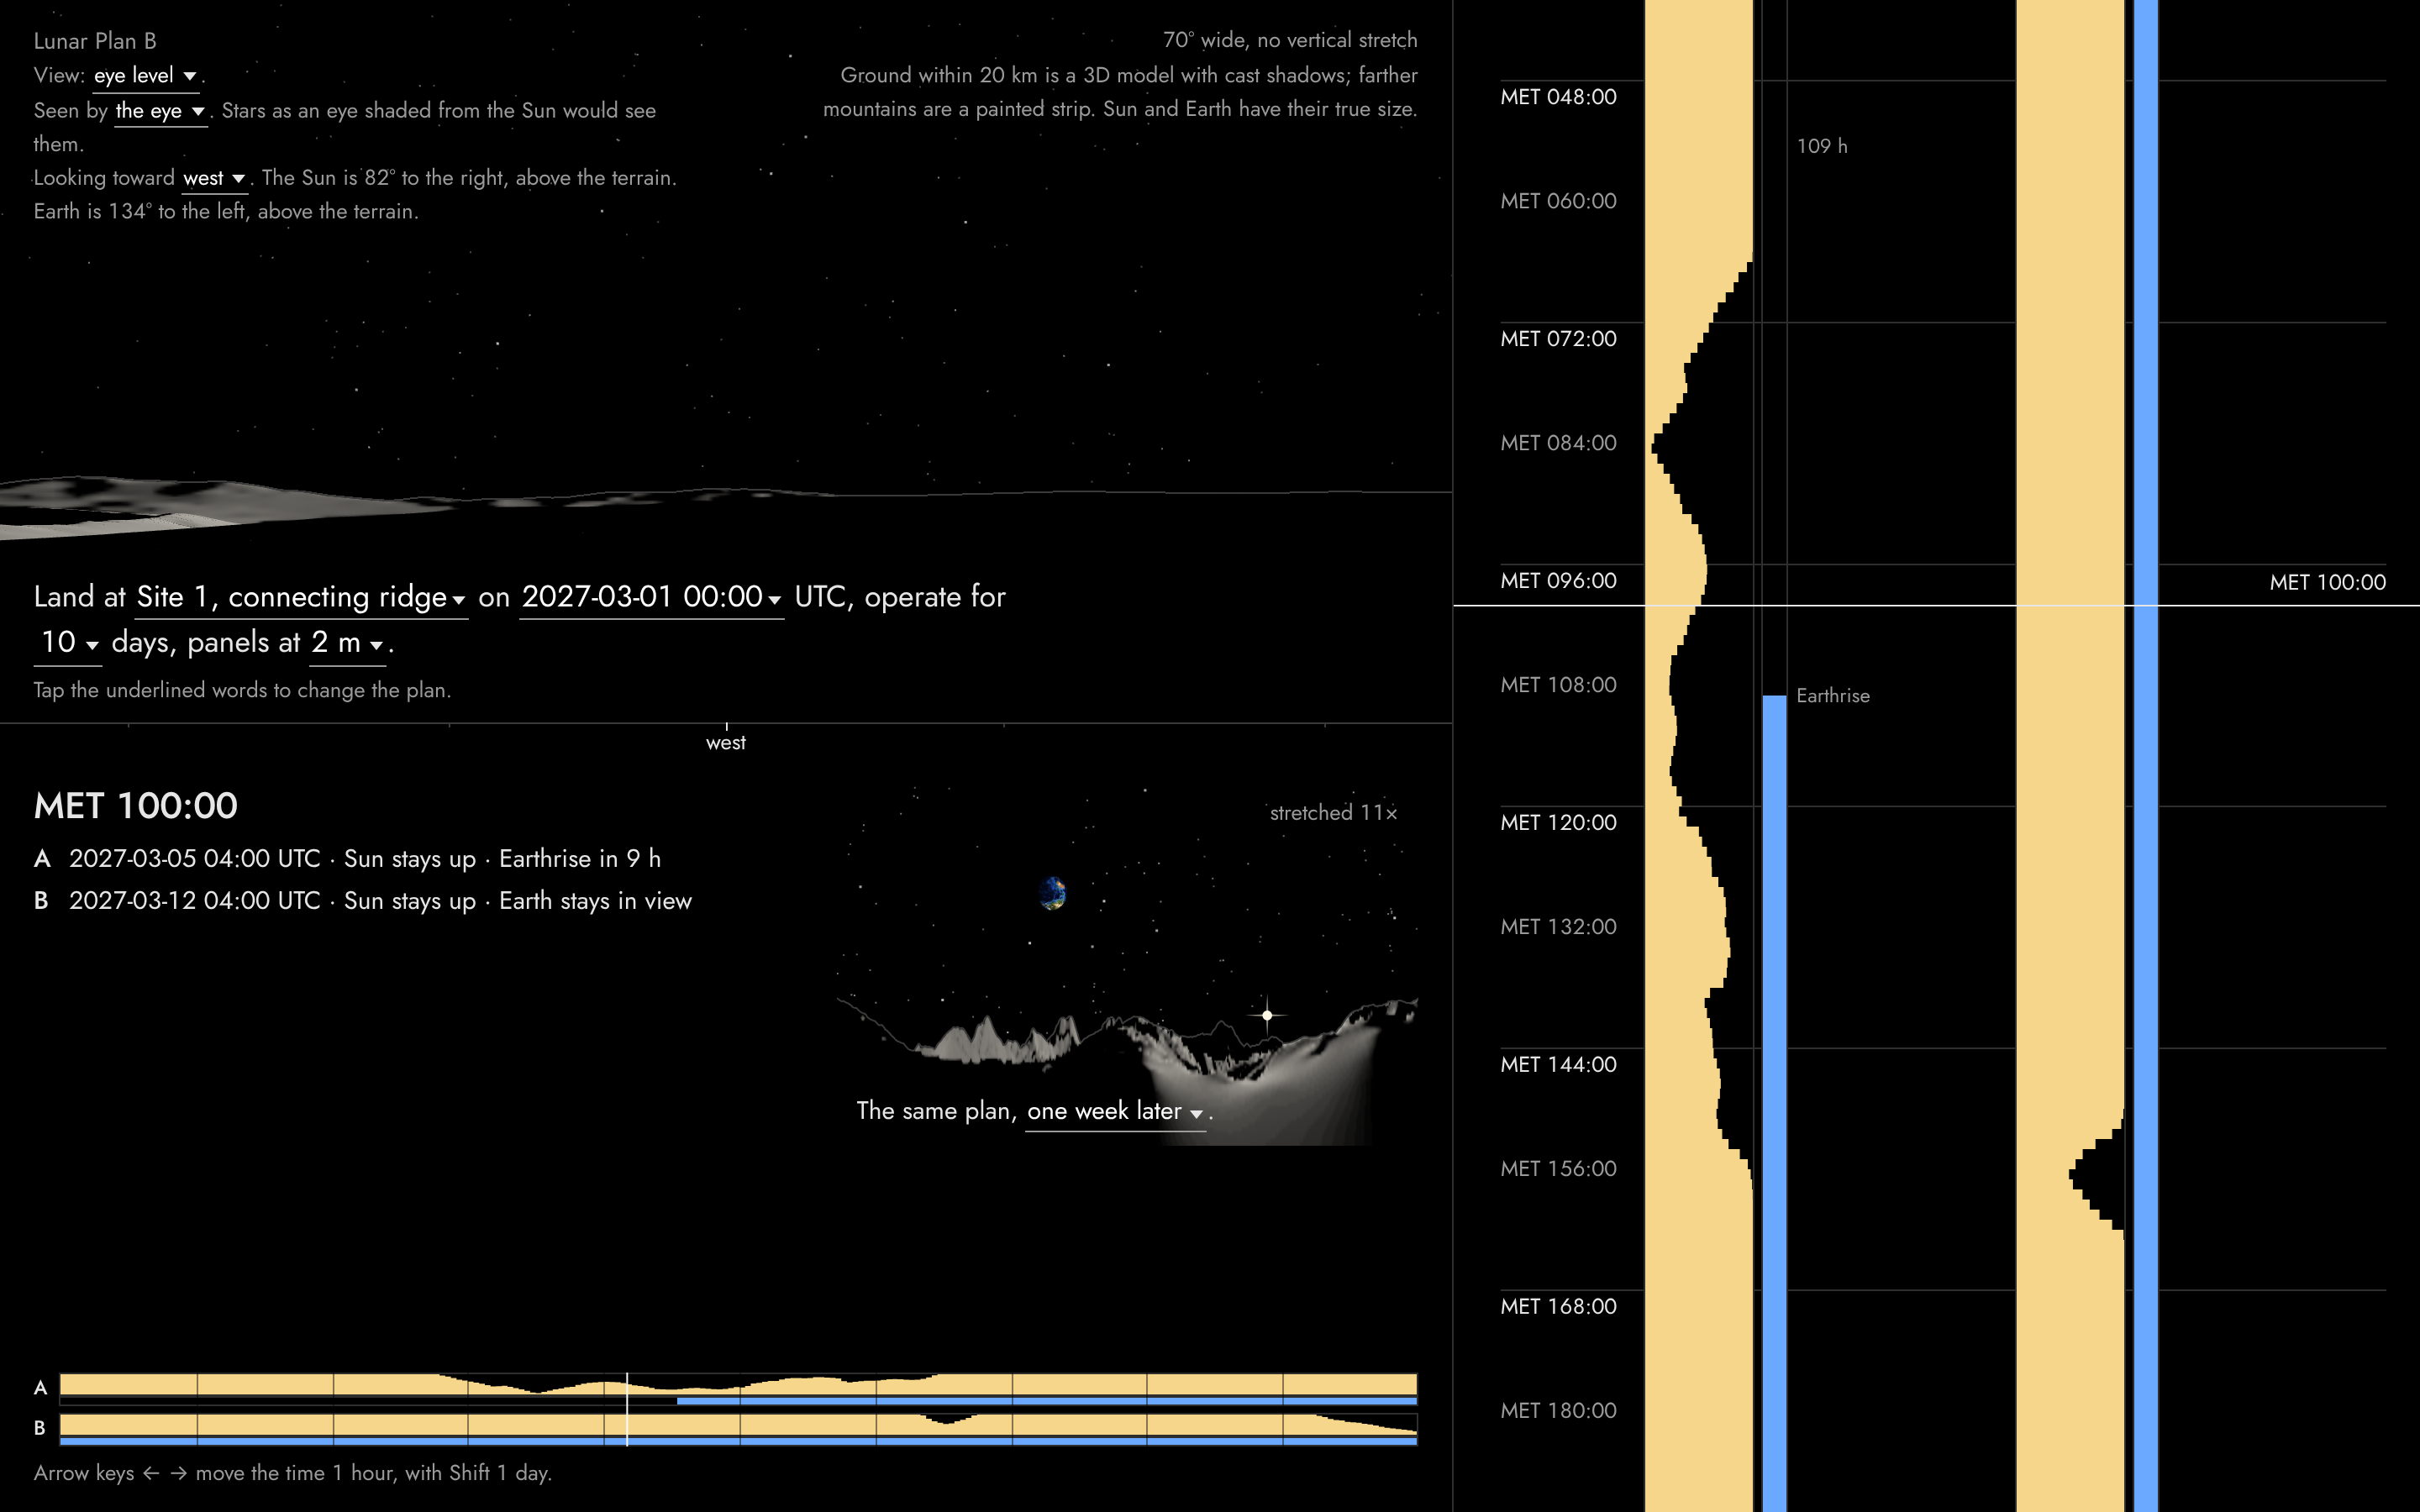 Lunar Plan B
View: eye level ▼.
Seen by the eye ▼. Stars as an eye shaded from the Sun would see
them.
Looking toward west ▼. The Sun is 82° to the right, above the terrain.
Earth is 134° to the left, above the terrain.
70° wide, no vertical stretch
Ground within 20 km is a 3D model with cast shadows; farther
mountains are a painted strip. Sun and Earth have their true size.
Land at Site 1, connecting ridge ▼ on 2027-03-01 00:00 ▼ UTC, operate for
10 ▼ days, panels at 2 m ▼.
Tap the underlined words to change the plan.
west
MET 100:00
A 2027-03-05 04:00 UTC · Sun stays up · Earthrise in 9 h
B 2027-03-12 04:00 UTC · Sun stays up · Earth stays in view
stretched 11×
The same plan, one week later ▼.
A
B
Arrow keys ← → move the time 1 hour, with Shift 1 day.
MET 048:00
109 h
MET 060:00
MET 072:00
MET 084:00
MET 096:00
MET 100:00
MET 108:00
Earthrise
MET 120:00
MET 132:00
MET 144:00
MET 156:00
MET 168:00
MET 180:00